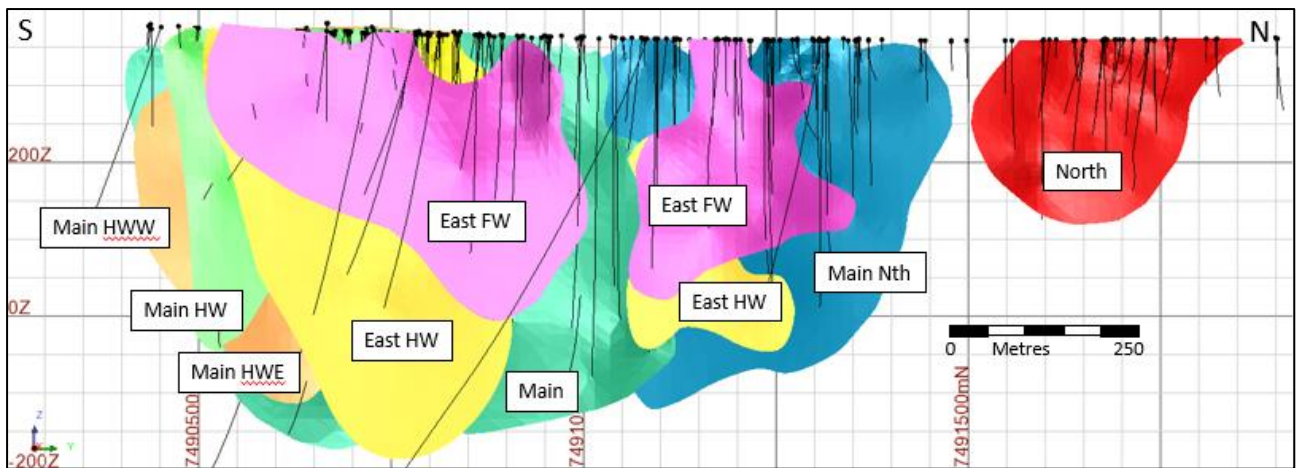 S
N
200Z
Main HWW
East FW
East FW
North
Main HW
0Z
East HW
Main Nth
East HW
Main HWE
Main
0 Metres 250
7490500
74910
7491500mN
-200Z
Z
Y